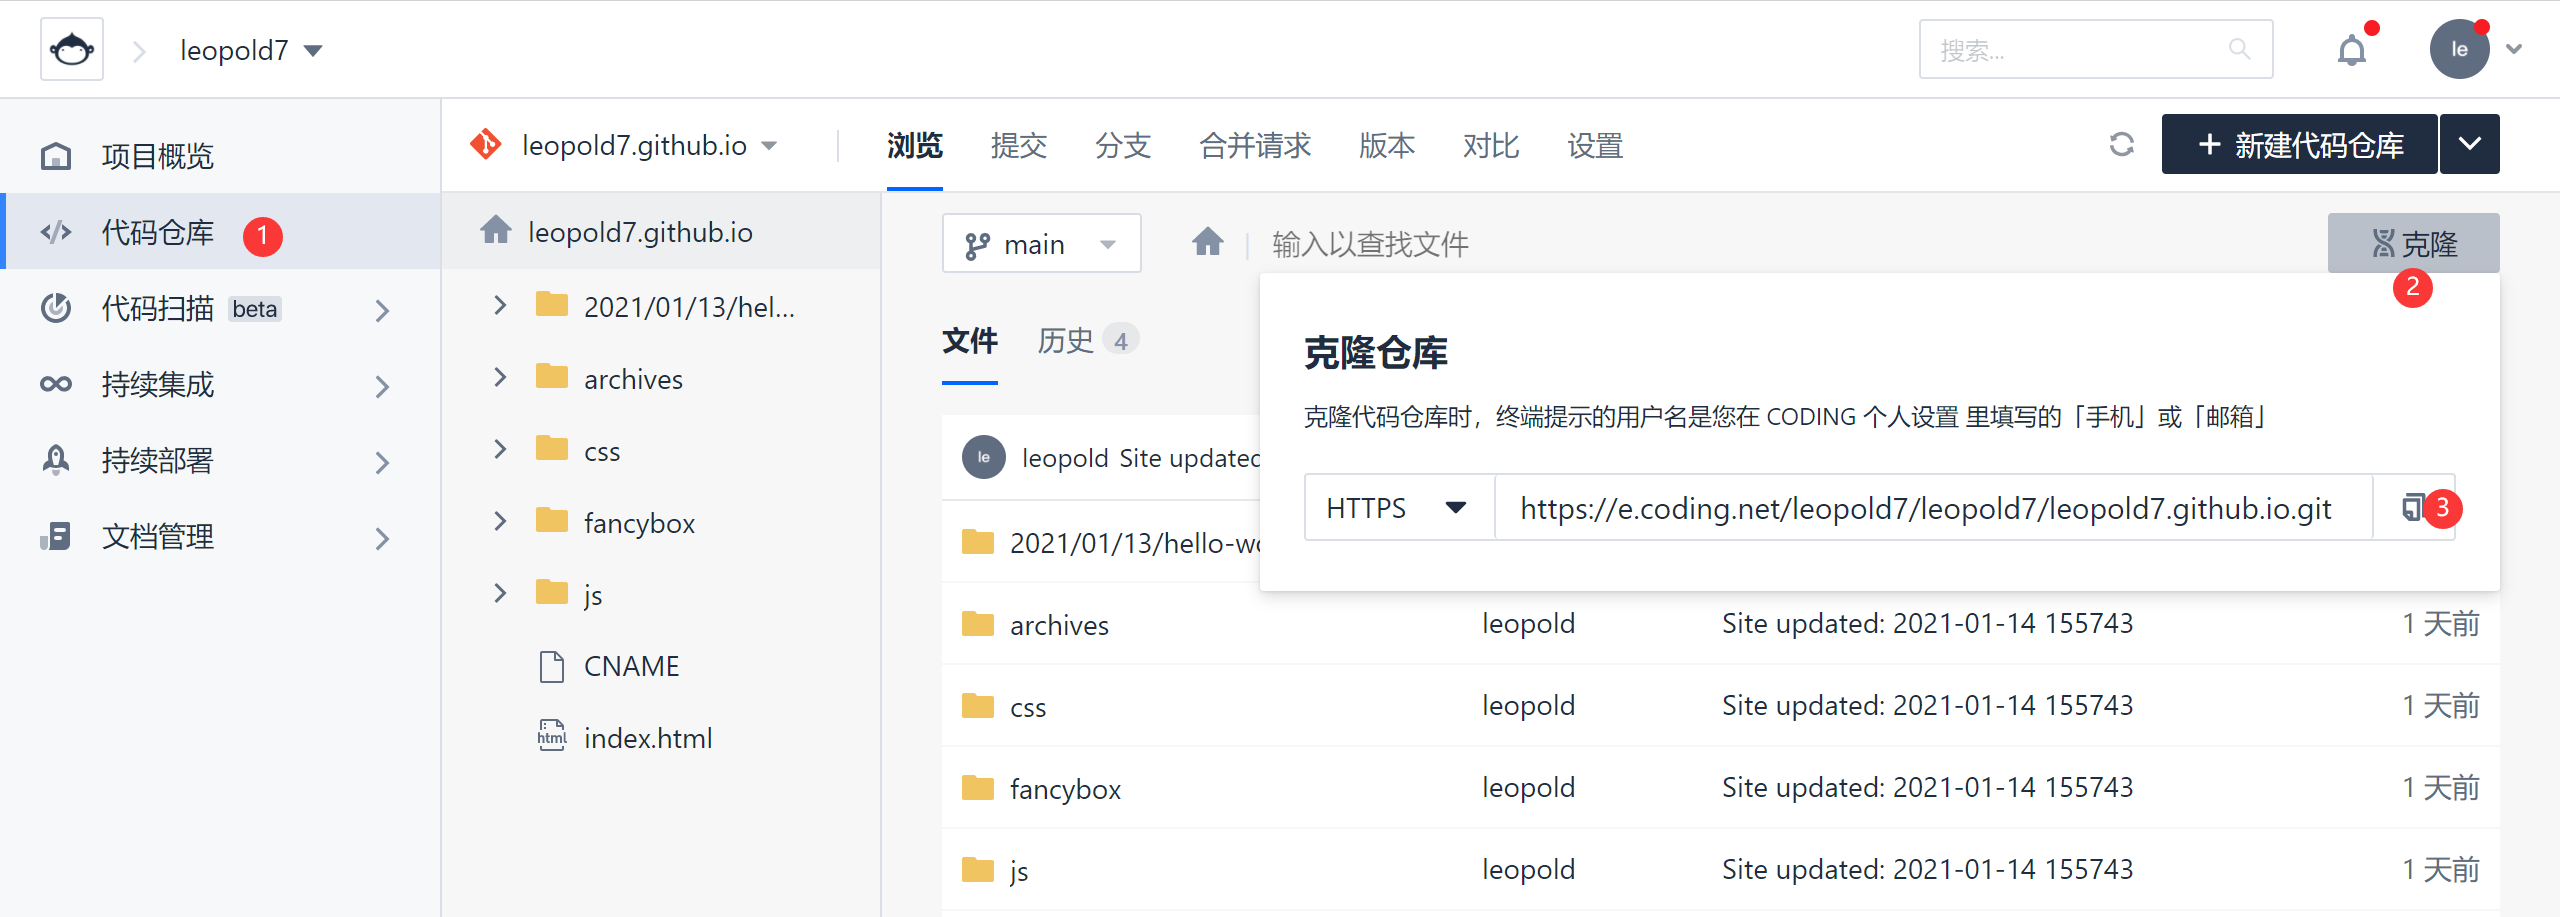 leopold7
搜索...
le
项目概览
代码仓库 1
代码扫描 beta
持续集成
持续部署
文档管理
leopold7.github.io
浏览 提交 分支 合并请求 版本 对比 设置
+ 新建代码仓库
leopold7.github.io
2021/01/13/hel...
archives
css
fancybox
js
CNAME
html index.html
main
输入以查找文件
克隆
2
文件 历史 4
克隆仓库
克隆代码仓库时，终端提示的用户名是您在 CODING 个人设置 里填写的「手机」或「邮箱」
HTTPS https://e.coding.net/leopold7/leopold7/leopold7.github.io.git 3
le leopold Site updated
2021/01/13/hello-wo
archives leopold Site updated: 2021-01-14 155743 1 天前
css leopold Site updated: 2021-01-14 155743 1 天前
fancybox leopold Site updated: 2021-01-14 155743 1 天前
js leopold Site updated: 2021-01-14 155743 1 天前